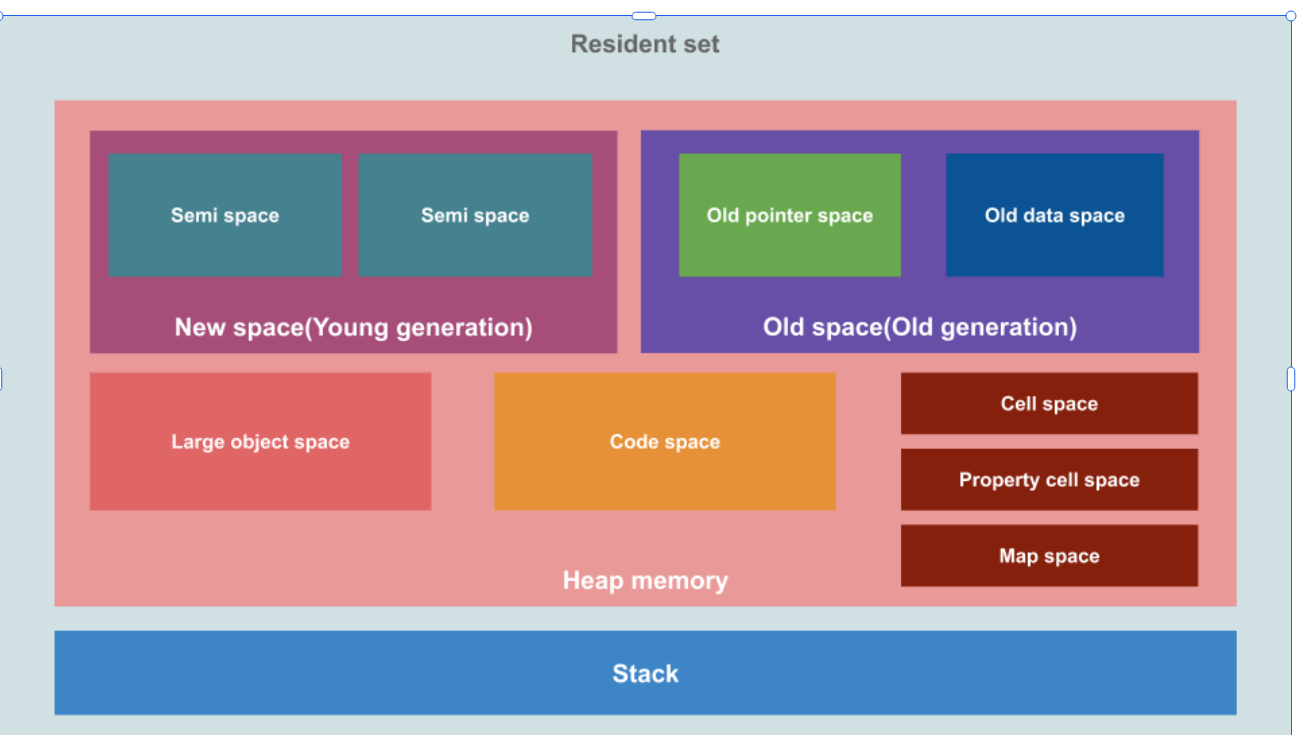 Resident set
Semi space
Semi space
New space(Young generation)
Old pointer space
Old data space
Old space(Old generation)
Large object space
Code space
Cell space
Property cell space
Map space
Heap memory
Stack